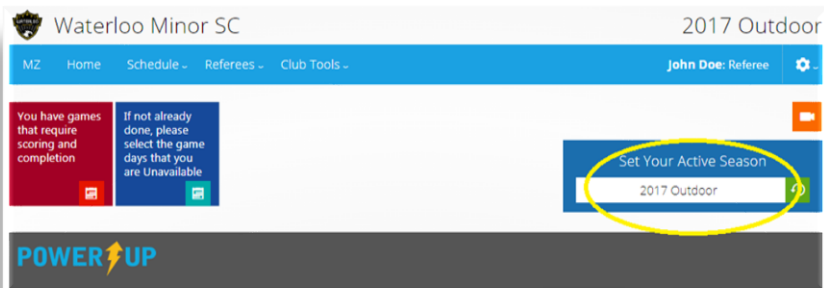 Waterloo Minor SC
2017 Outdoor
MZ Home Schedule Referees Club Tools
John Doe: Referee
You have games
that require
scoring and
completion
If not already
done, please
select the game
days that you
are Unavailable
Set Your Active Season
2017 Outdoor
POWER UP